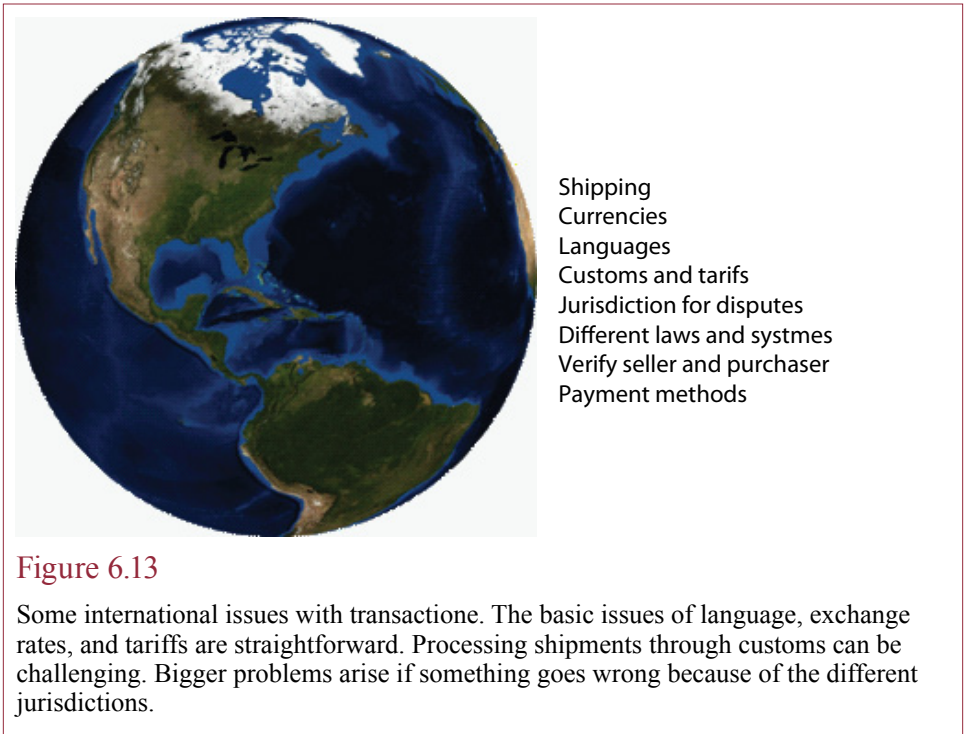 Shipping
Currencies
Languages
Customs and tarifs
Jurisdiction for disputes
Different laws and systmes
Verify seller and purchaser
Payment methods
Figure 6.13
Some international issues with transactione. The basic issues of language, exchange
rates, and tariffs are straightforward. Processing shipments through customs can be
challenging. Bigger problems arise if something goes wrong because of the different
jurisdictions.